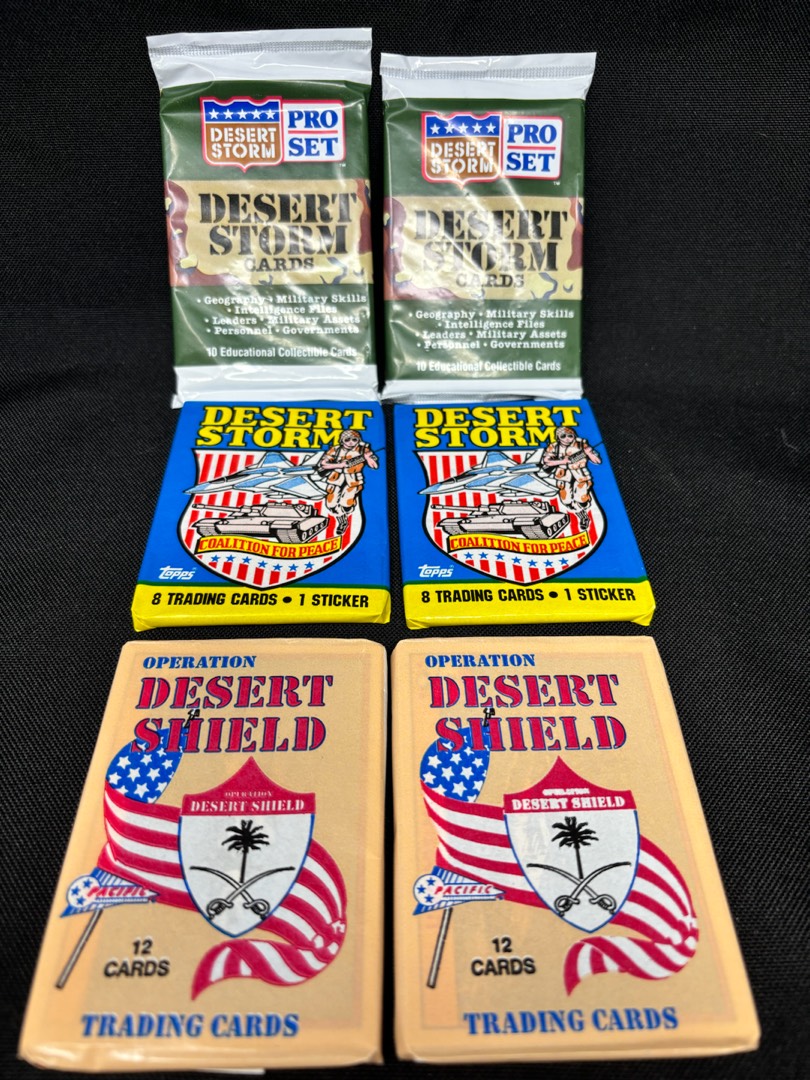 DESERT
STORM
PRO
SET
DESERT
STORM
CARDS
• Geography • Military Skills
• Intelligence Files
• Leaders • Military Assets
• Personnel • Governments
10 Educational Collectible Cards
DESERT
STORM
PRO
SET
DESERT
STORM
CARDS
Geography • Military Skills
• Intelligence Files
Leaders • Military Assets
• Personnel • Governments
10 Educational Collectible Cards
DESERT
STORM
COALITION FOR PEACE
Topps
8 TRADING CARDS • 1 STICKER
DESERT
STORM
COALITION FOR PEACE
Topps
8 TRADING CARDS • 1 STICKER
OPERATION
DESERT
SHIELD
OPERATION
DESERT SHIELD
PACIFIC
12
CARDS
TRADING CARDS
OPERATION
DESERT
SHIELD
OPERATION
DESERT SHIELD
PACIFIC
12
CARDS
TRADING CARDS